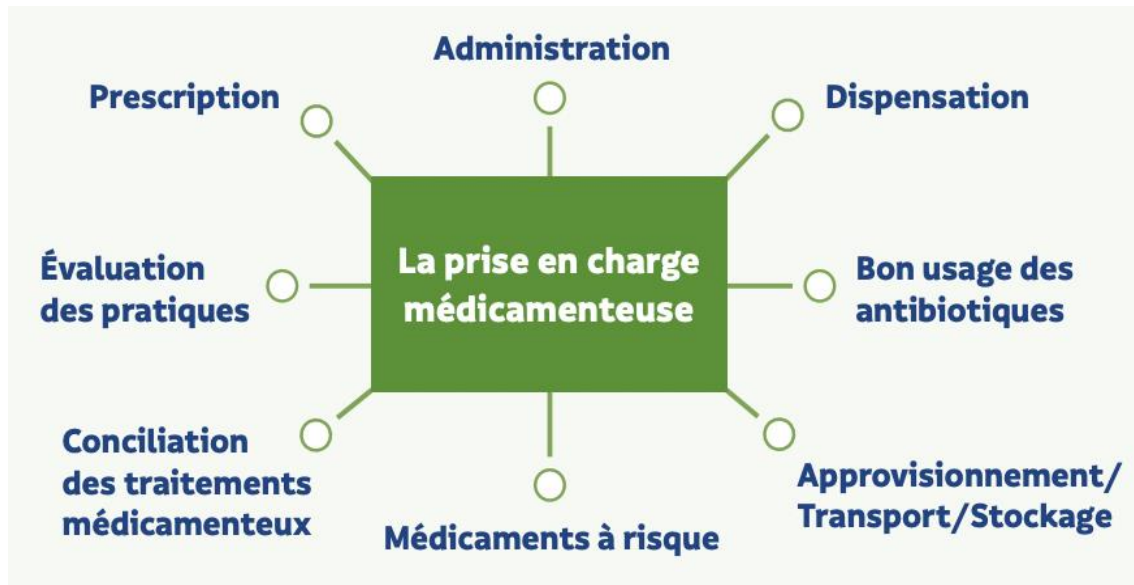 Administration
Prescription
Dispensation
La prise en charge
médicamenteuse
Évaluation
des pratiques
Bon usage des
antibiotiques
Conciliation
des traitements
médicamenteux
Médicaments à risque
Approvisionnement/
Transport/Stockage